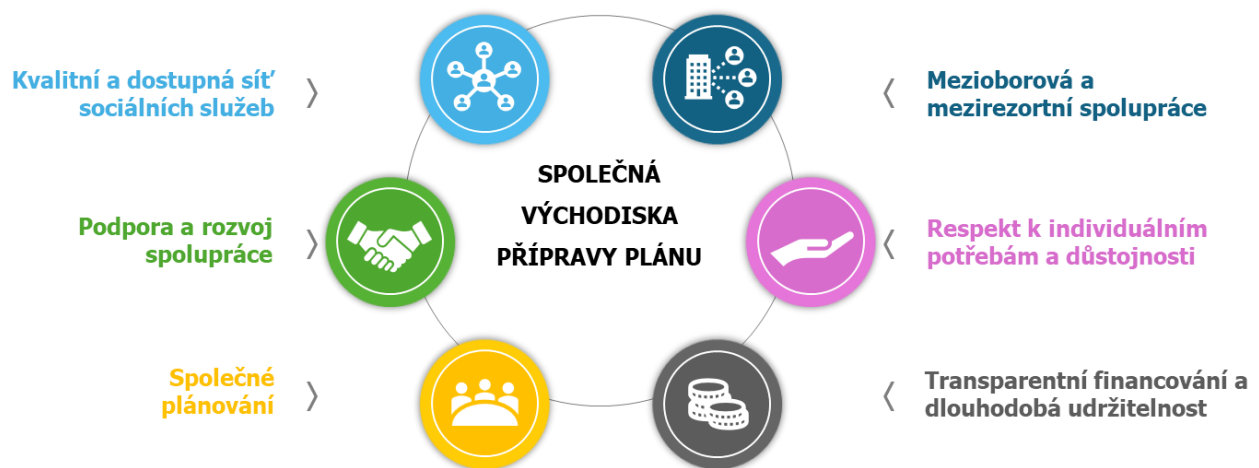 Kvalitní a dostupná síť
sociálních služeb
Mezioborová a
mezirezortní spolupráce
SPOLEČNÁ
VÝCHODISKA
PŘÍPRAVY PLÁNU
Podpora a rozvoj
spolupráce
Respekt k individuálním
potřebám a důstojnosti
Společné
plánování
Transparentní financování a
dlouhodobá udržitelnost